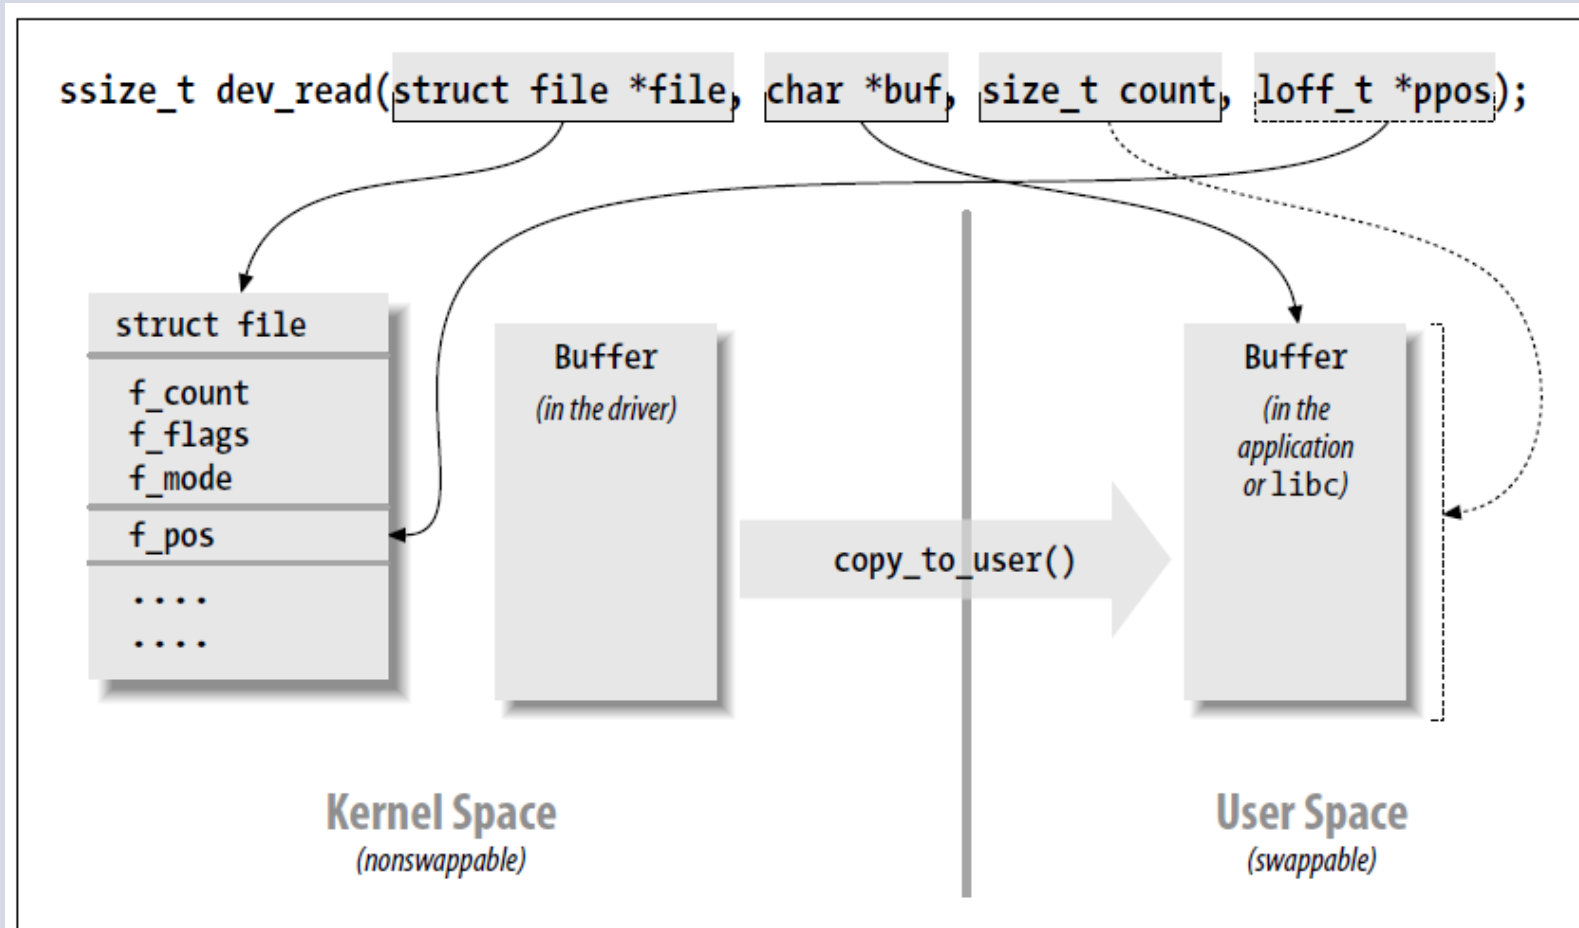 ssize_t dev_read(struct file *file, char *buf, size_t count, loff_t *ppos);
struct file
f_count
f_flags
f_mode
f_pos
....
....
Buffer
(in the driver)
copy_to_user()
Buffer
(in the
application
or libc)
Kernel Space
(nonswappable)
User Space
(swappable)